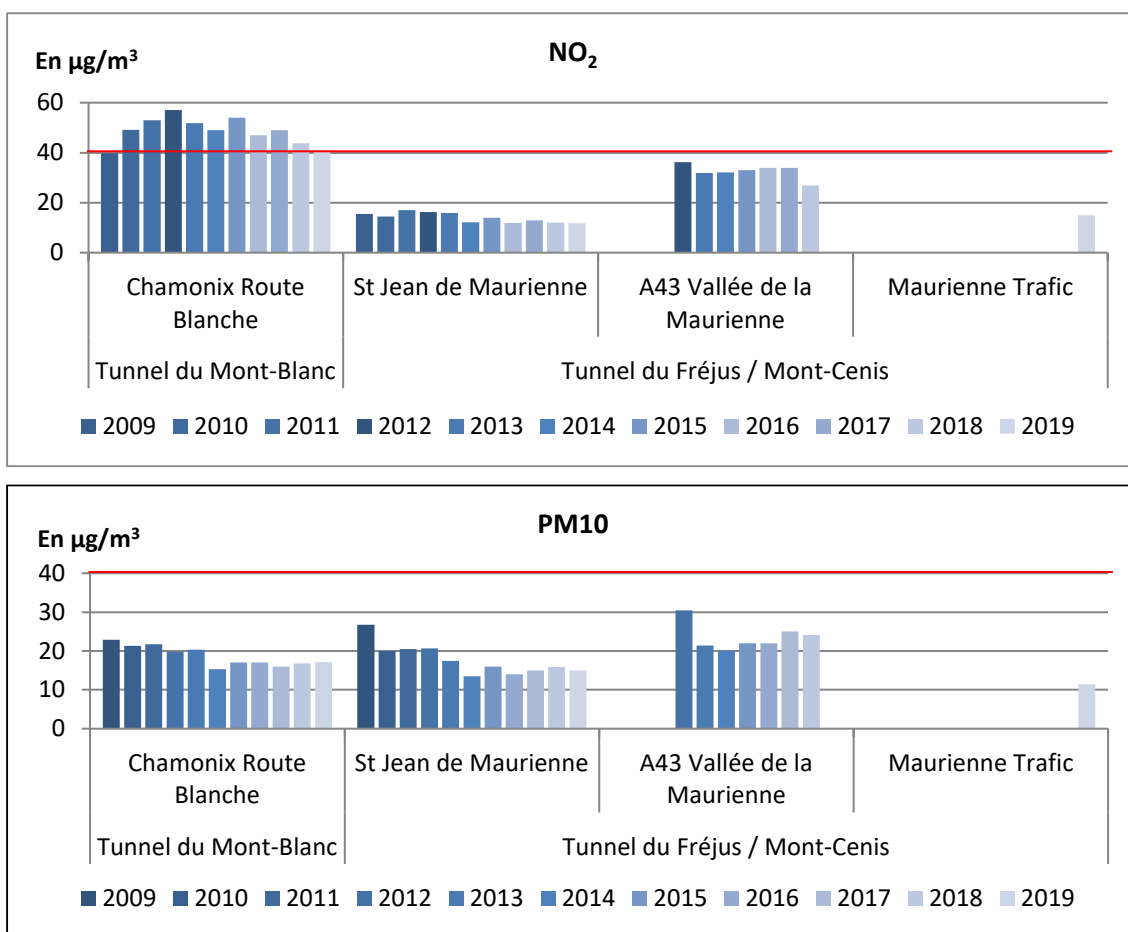 NO₂
En µg/m³
60
40
20
0
Chamonix Route Blanche
St Jean de Maurienne
A43 Vallée de la Maurienne
Maurienne Trafic
Tunnel du Mont-Blanc
Tunnel du Fréjus / Mont-Cenis
2009 2010 2011 2012 2013 2014 2015 2016 2017 2018 2019
PM10
En µg/m³
40
30
20
10
0
Chamonix Route Blanche
St Jean de Maurienne
A43 Vallée de la Maurienne
Maurienne Trafic
Tunnel du Mont-Blanc
Tunnel du Fréjus / Mont-Cenis
2009 2010 2011 2012 2013 2014 2015 2016 2017 2018 2019